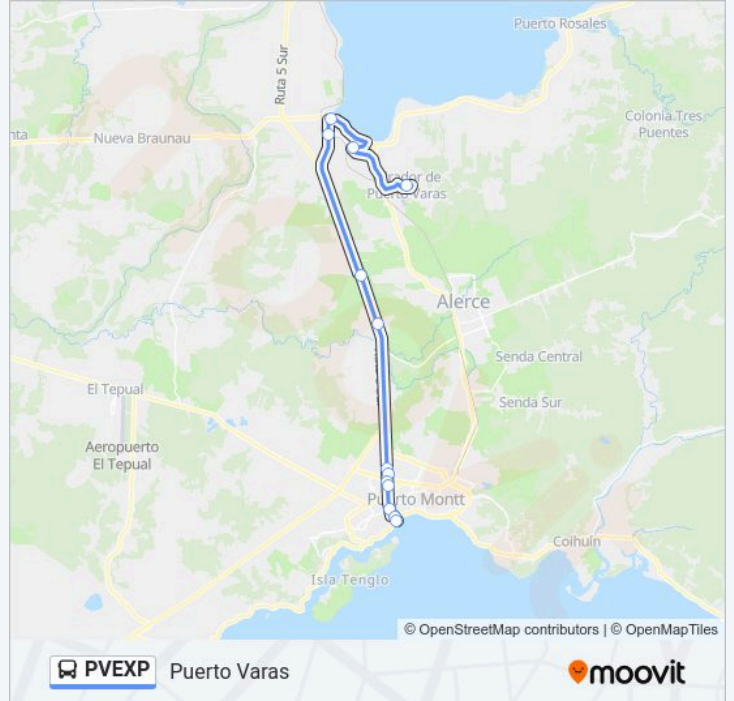 Puerto Rosales
Ruta 5 Sur
Colonia Tres
Puentes
Nueva Braunau
Puerto Varas
Alerce
Senda Central
El Tepual
Senda Sur
Aeropuerto
El Tepual
Puerto Montt
Coihuín
Isla Tenglo
© OpenStreetMap contributors | © OpenMapTiles
PVEXP Puerto Varas
moovit